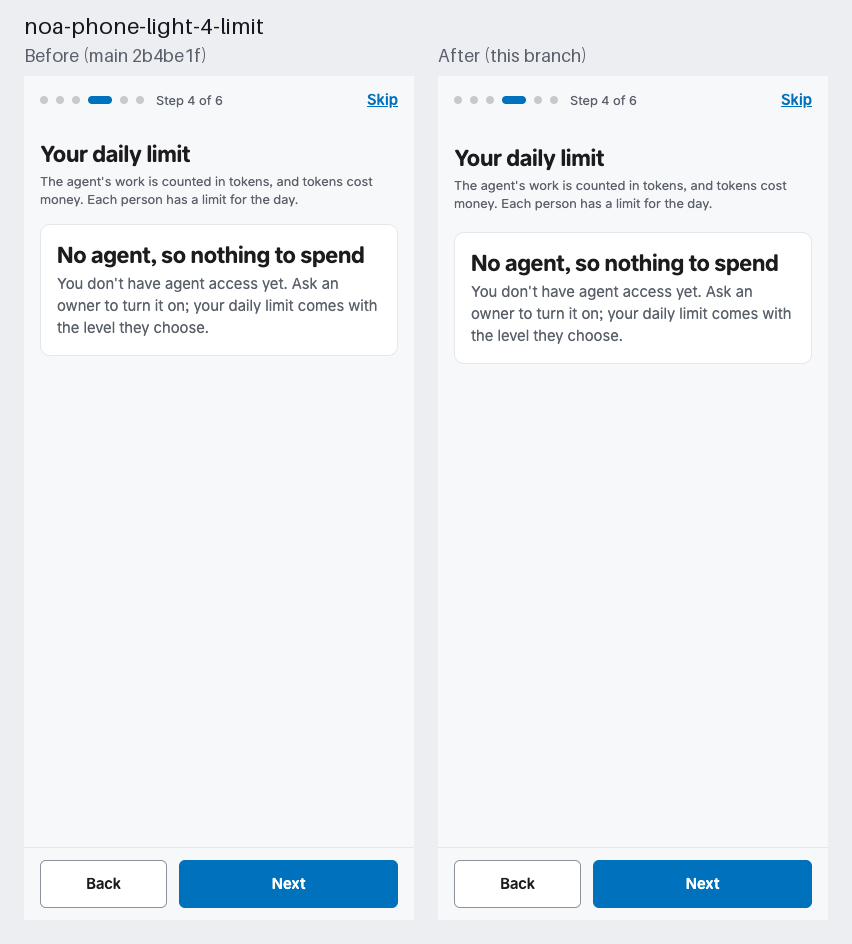 noa-phone-light-4-limit
Before (main 2b4be1f)
Step 4 of 6
Skip
Your daily limit
The agent's work is counted in tokens, and tokens cost
money. Each person has a limit for the day.
No agent, so nothing to spend
You don't have agent access yet. Ask an
owner to turn it on; your daily limit comes with
the level they choose.
Back
Next
After (this branch)
Step 4 of 6
Skip
Your daily limit
The agent's work is counted in tokens, and tokens cost
money. Each person has a limit for the day.
No agent, so nothing to spend
You don't have agent access yet. Ask an
owner to turn it on; your daily limit comes with
the level they choose.
Back
Next